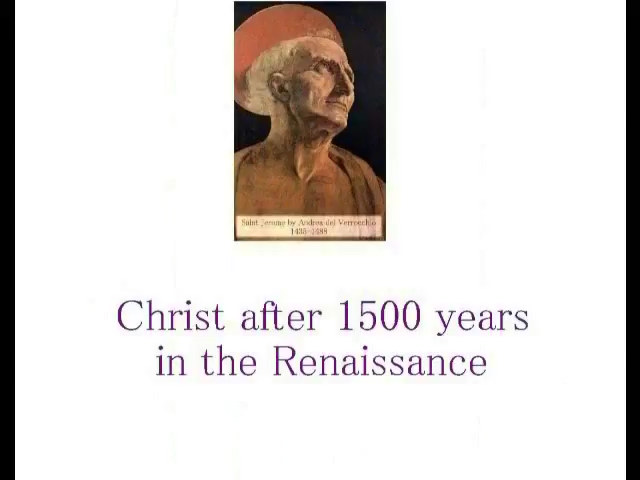 Saint Jerome by Andrea del Verrocchio
1435-1488
Christ after 1500 years
in the Renaissance